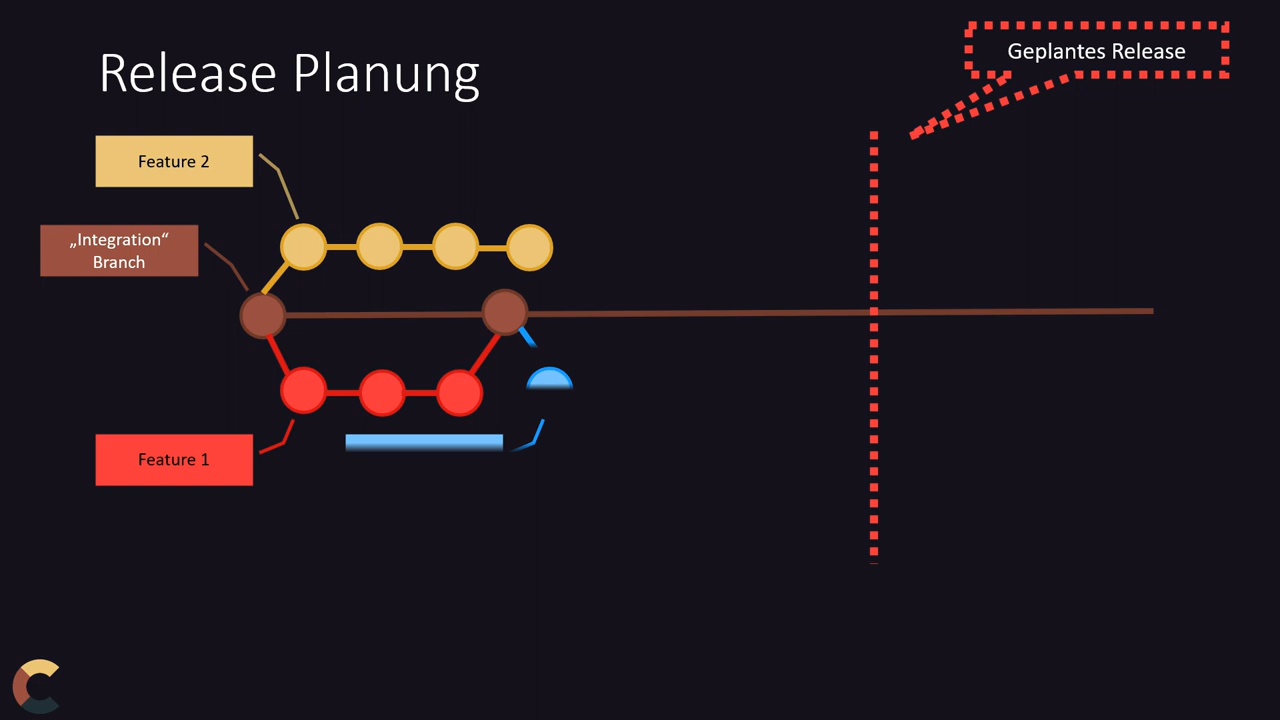 Release Planung
Geplantes Release
Feature 2
„Integration“
Branch
Feature 1